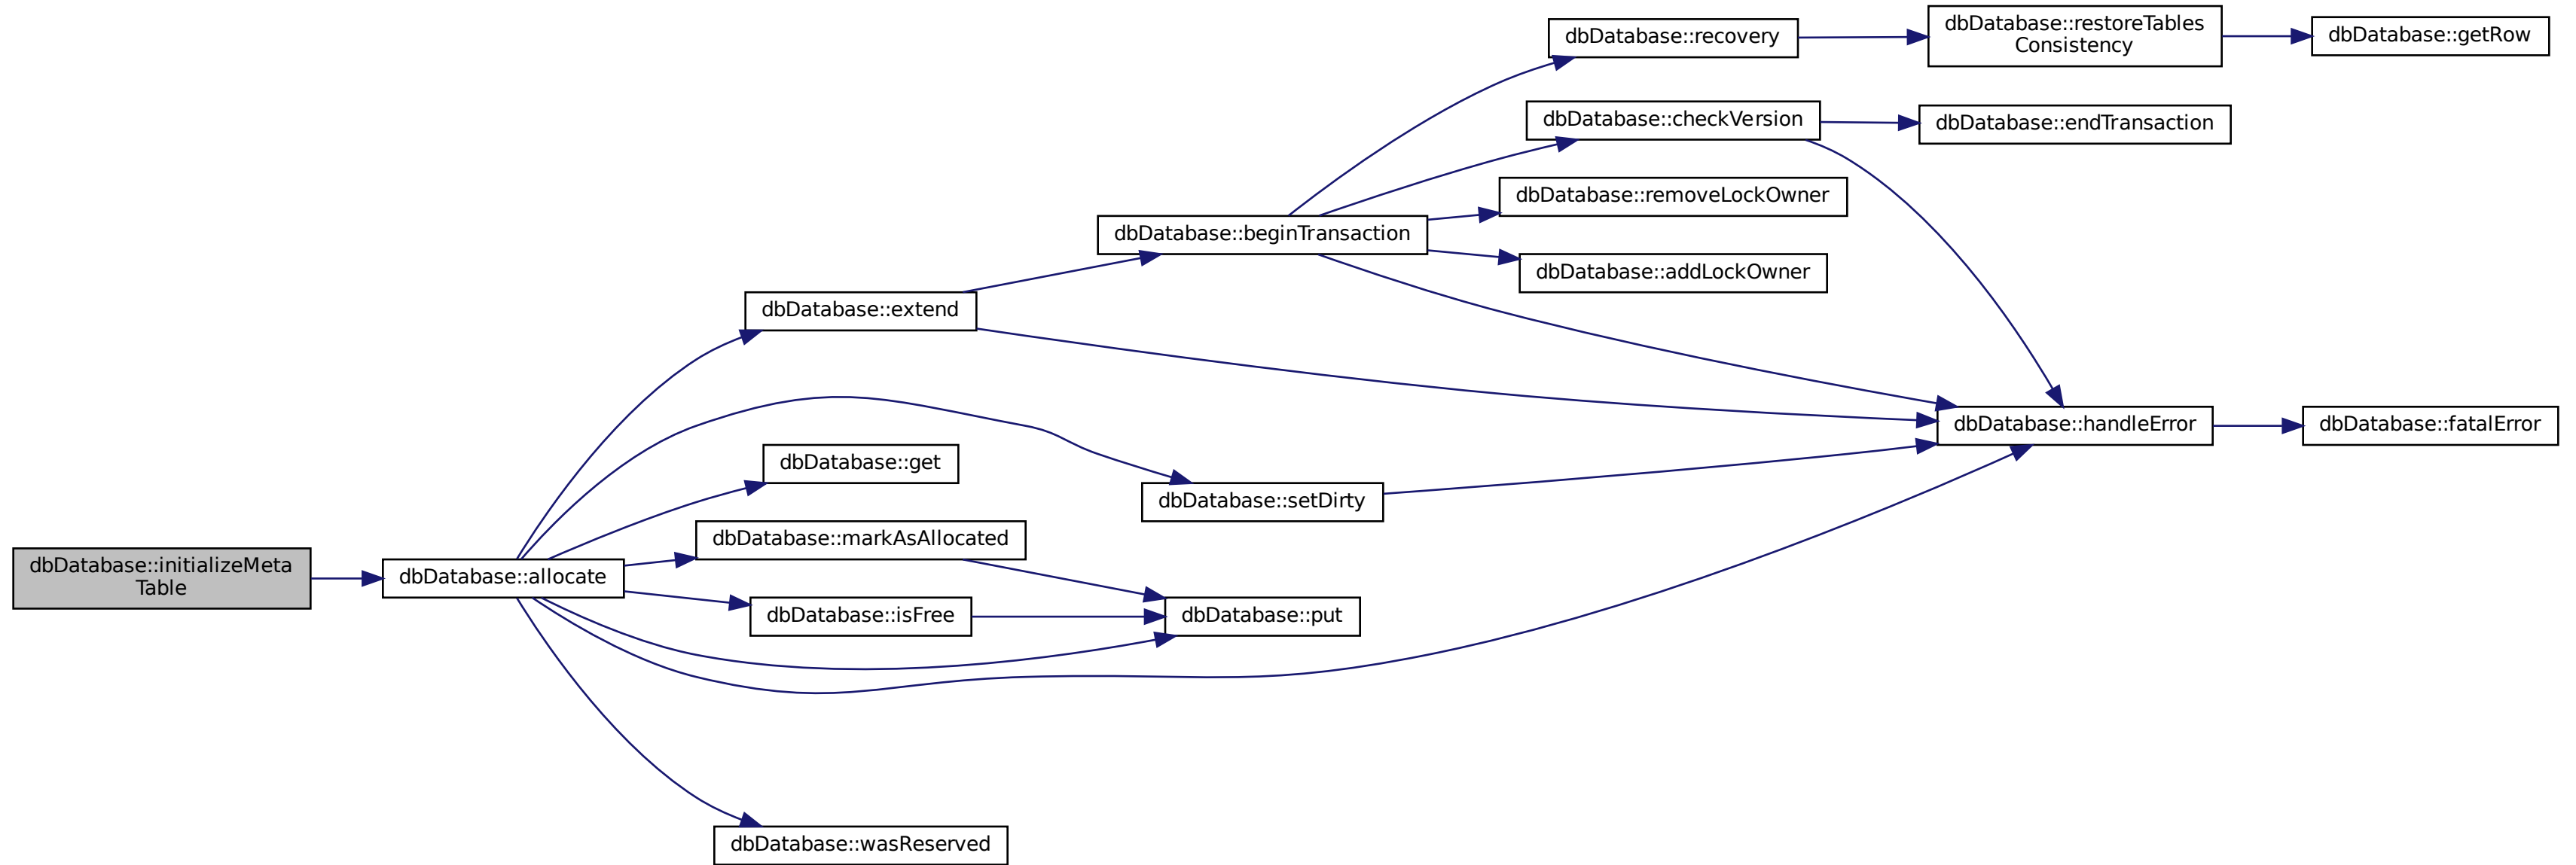 dbDatabase::initializeMeta
Table
dbDatabase::allocate
dbDatabase::extend
dbDatabase::get
dbDatabase::markAsAllocated
dbDatabase::isFree
dbDatabase::wasReserved
dbDatabase::beginTransaction
dbDatabase::setDirty
dbDatabase::put
dbDatabase::recovery
dbDatabase::checkVersion
dbDatabase::removeLockOwner
dbDatabase::addLockOwner
dbDatabase::restoreTables
Consistency
dbDatabase::endTransaction
dbDatabase::handleError
dbDatabase::getRow
dbDatabase::fatalError